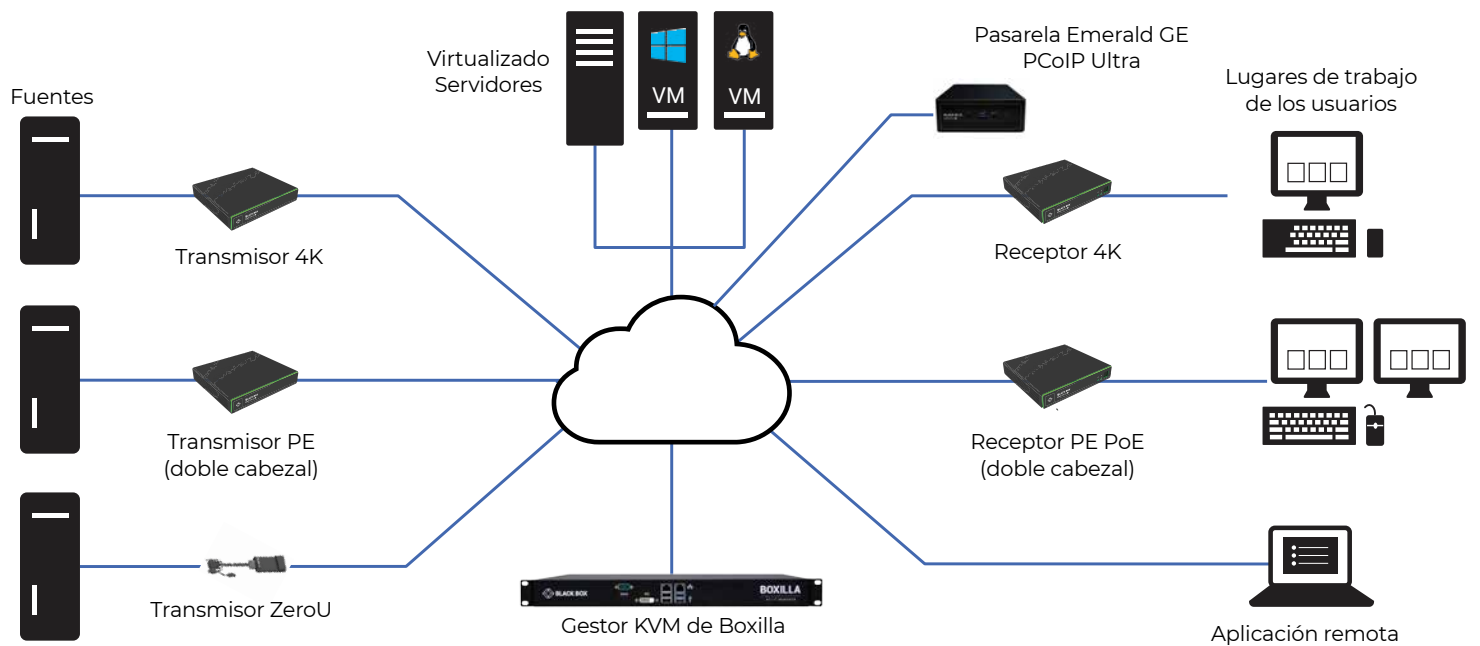 Fuentes
Virtualizado
Servidores
VM
VM
Pasarela Emerald GE
PCoIP Ultra
Lugares de trabajo
de los usuarios
Transmisor 4K
Receptor 4K
Transmisor PE
(doble cabezal)
Receptor PE PoE
(doble cabezal)
Transmisor ZeroU
BLACK BOX
BOXILLA
Gestor KVM de Boxilla
Aplicación remota